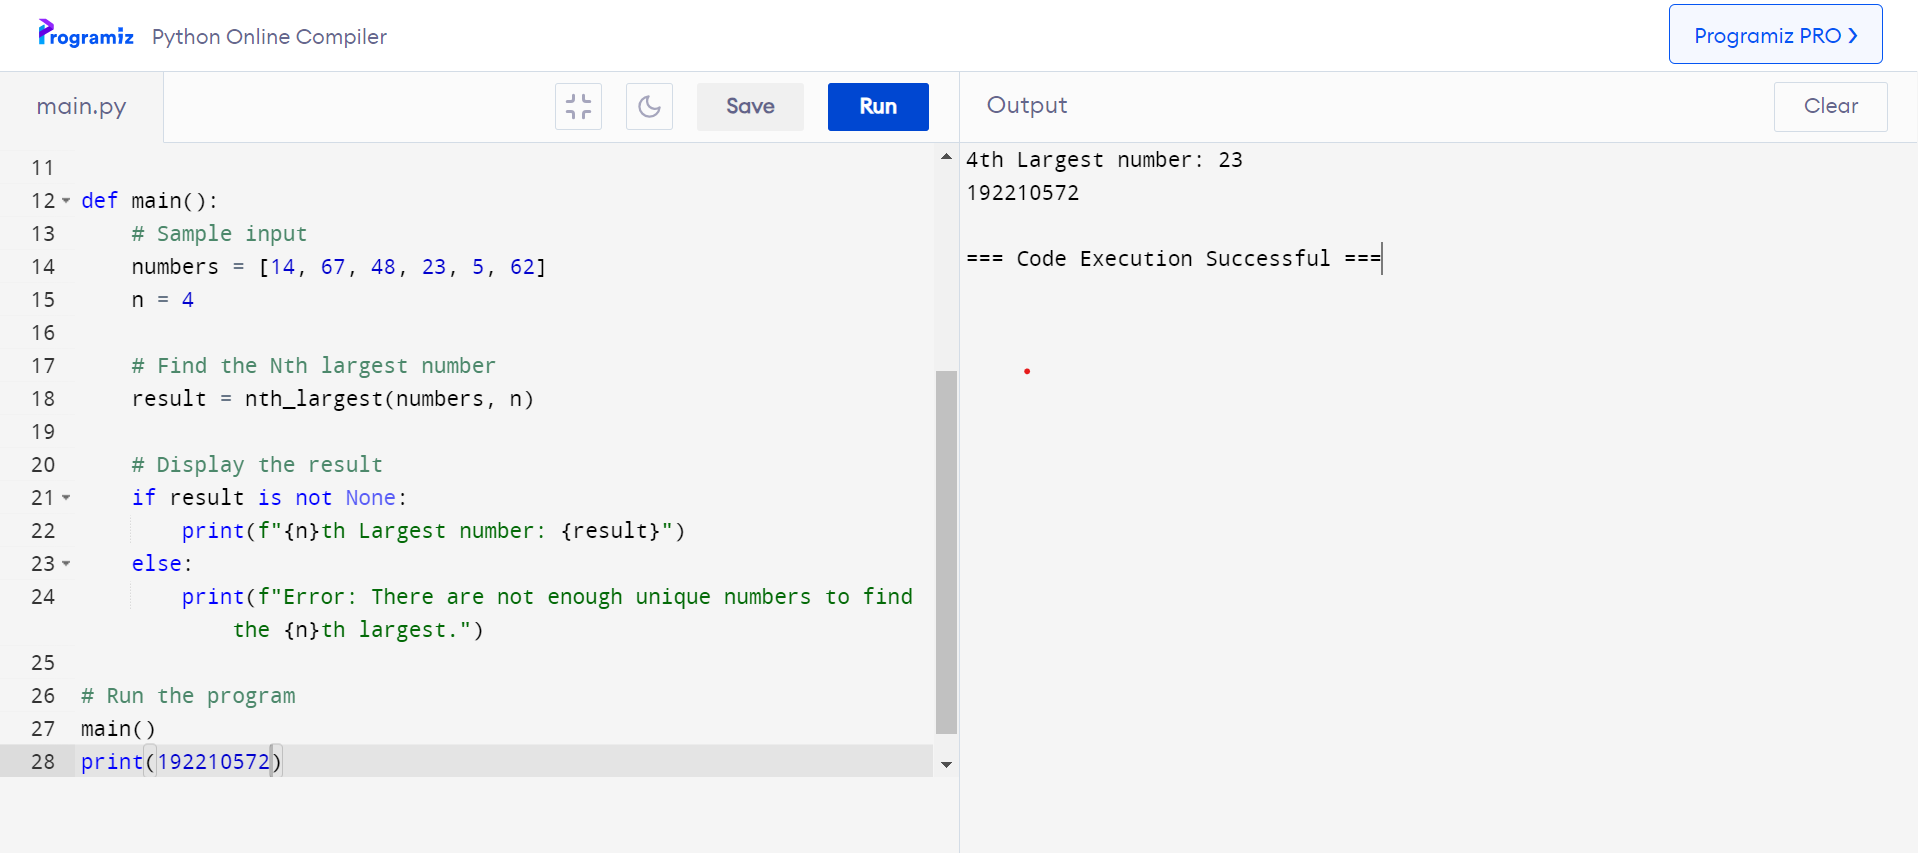 Programiz Python Online Compiler
Programiz PRO ❯
main.py
Save
Run
Output
Clear
11
12 def main():
13     # Sample input
14     numbers = [14, 67, 48, 23, 5, 62]
15     n = 4
16
17     # Find the Nth largest number
18     result = nth_largest(numbers, n)
19
20     # Display the result
21     if result is not None:
22         print(f"{n}th Largest number: {result}")
23     else:
24         print(f"Error: There are not enough unique numbers to find
            the {n}th largest.")
25
26 # Run the program
27 main()
28 print(192210572)
4th Largest number: 23
192210572
=== Code Execution Successful ===